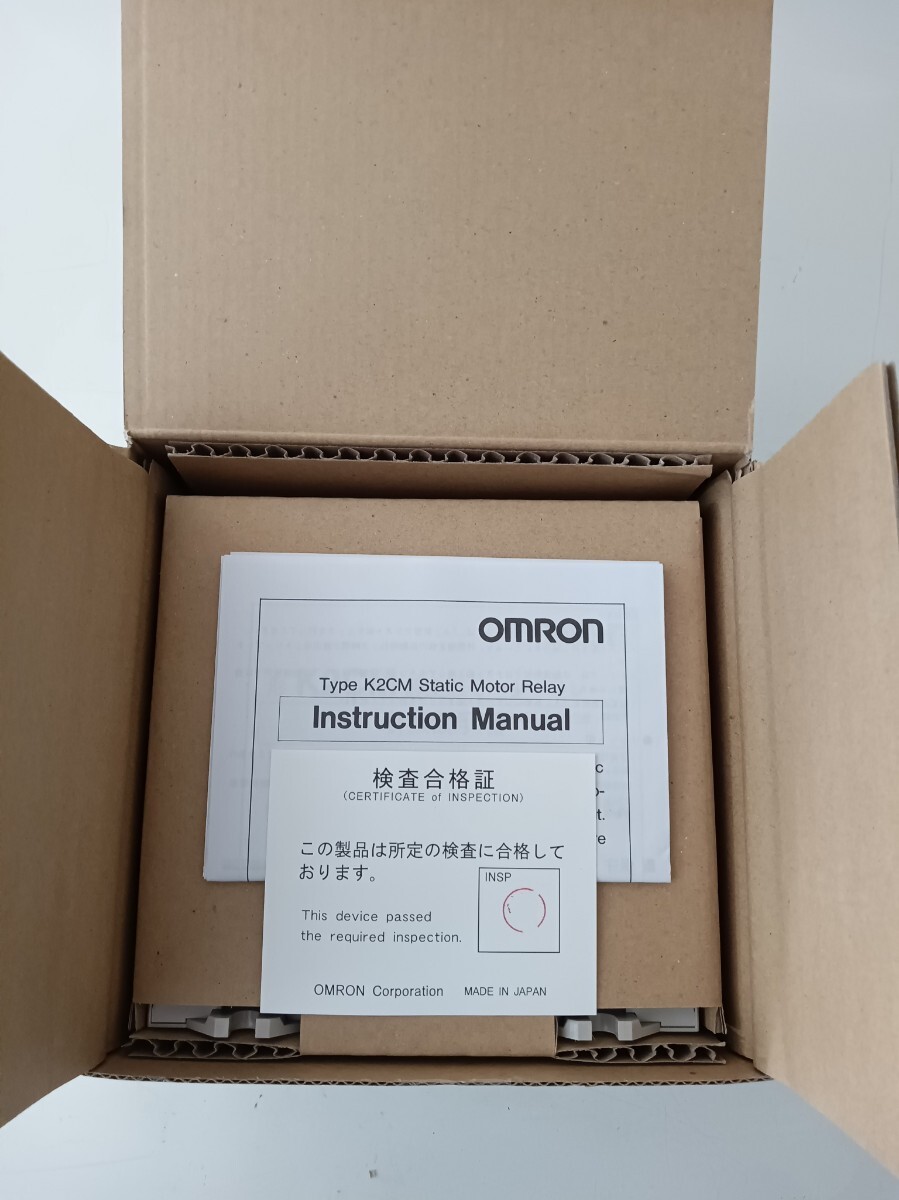 OMRON
Type K2CM Static Motor Relay
Instruction Manual
検査合格証
(CERTIFICATE of INSPECTION)
この製品は所定の検査に合格して
おります。
INSP
This device passed
the required inspection.
OMRON Corporation MADE IN JAPAN